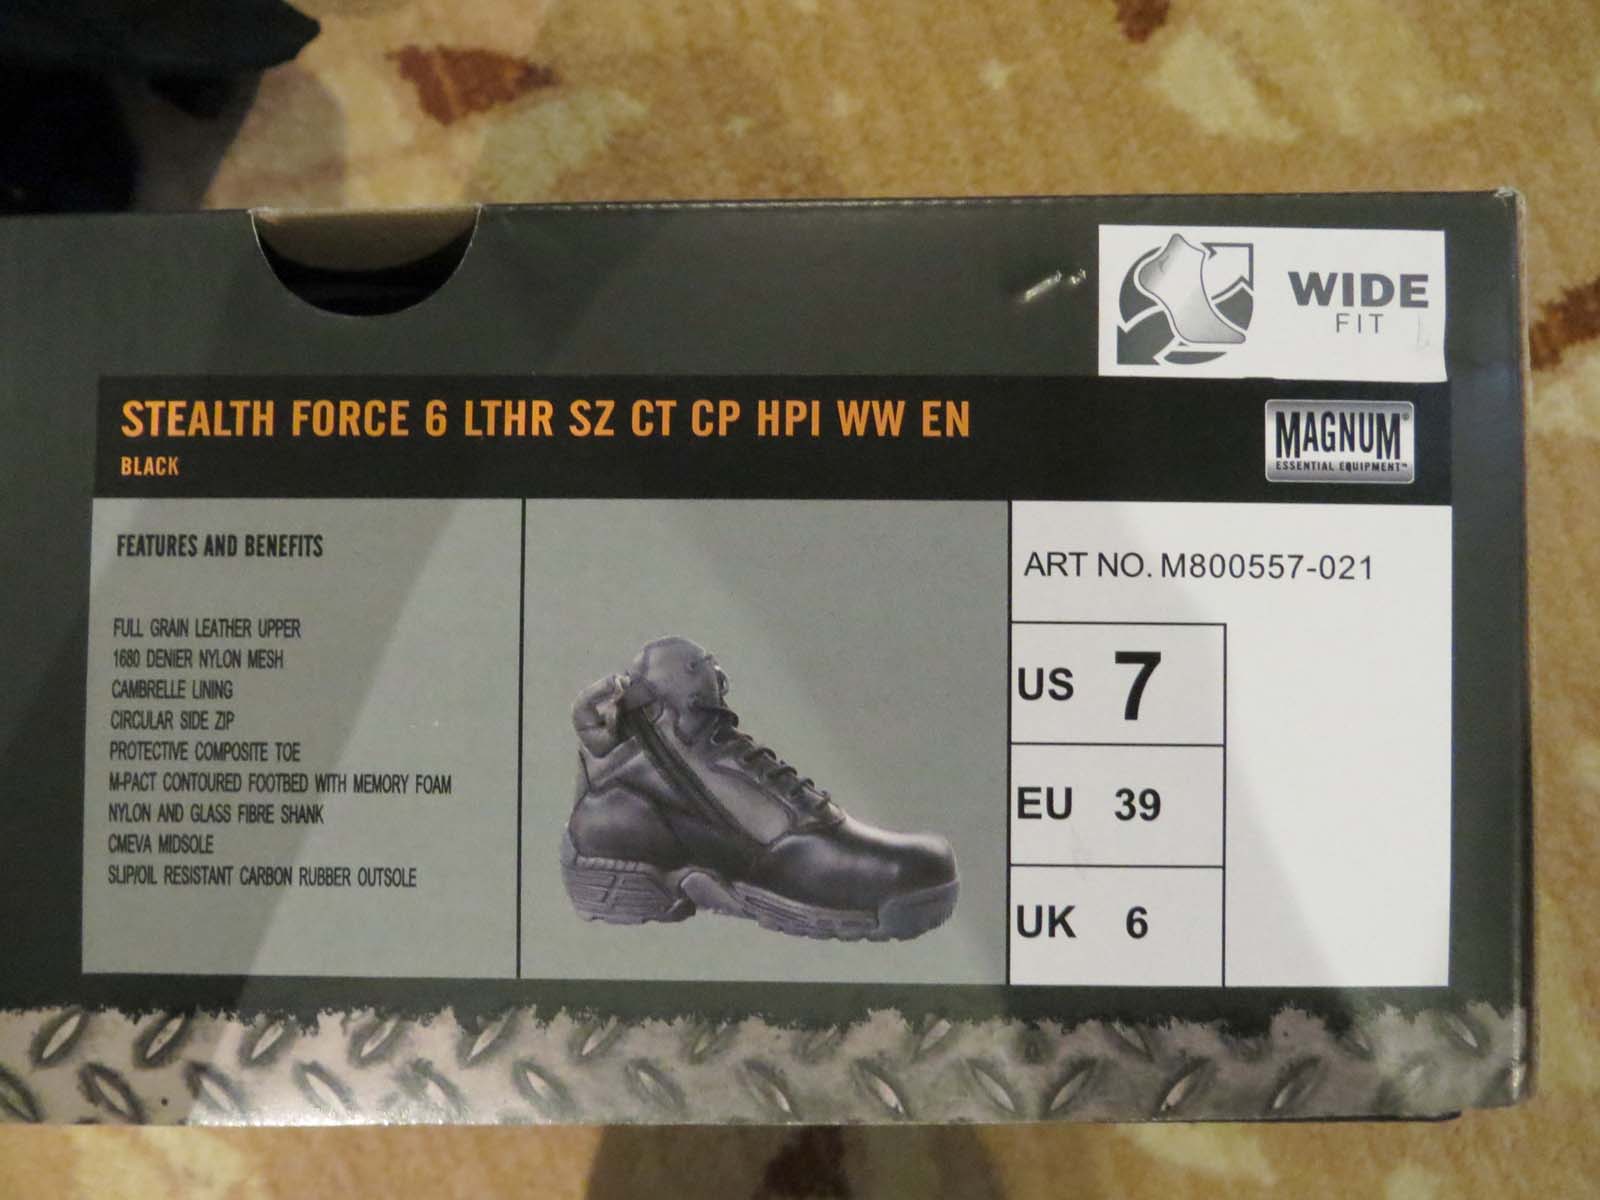 WIDE
FIT
STEALTH FORCE 6 LTHR SZ CT CP HPI WW EN
BLACK
MAGNUM®
ESSENTIAL EQUIPMENT™
FEATURES AND BENEFITS
FULL GRAIN LEATHER UPPER
1680 DENIER NYLON MESH
CAMBRELLE LINING
CIRCULAR SIDE ZIP
PROTECTIVE COMPOSITE TOE
M-PACT CONTOURED FOOTBED WITH MEMORY FOAM
NYLON AND GLASS FIBRE SHANK
CMEVA MIDSOLE
SLIP/OIL RESISTANT CARBON RUBBER OUTSOLE
ART NO. M800557-021
US 7
EU 39
UK 6